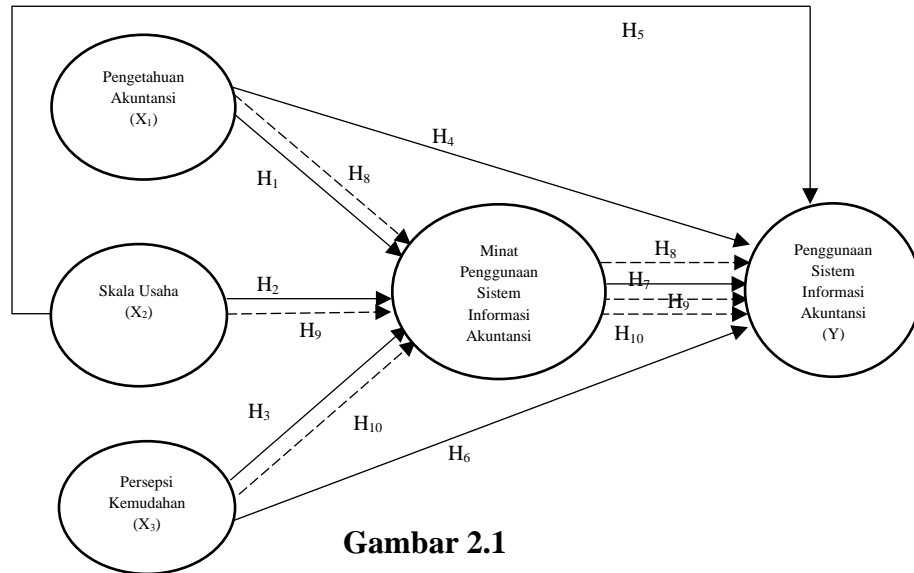 H₅
Pengetahuan
Akuntansi
(X₁)
H₄
H₈
H₁
Minat
Penggunaan
Sistem
Informasi
Akuntansi
H₈
H₇
H₉
H₁₀
Penggunaan
Sistem
Informasi
Akuntansi
(Y)
Skala Usaha
(X₂)
H₂
H₉
H₃
H₁₀
H₆
Persepsi
Kemudahan
(X₃)
Gambar 2.1